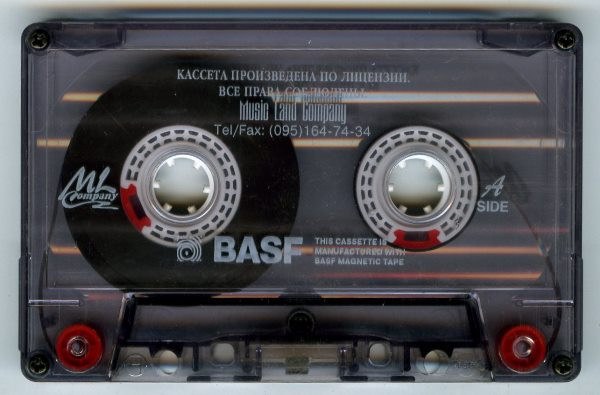 КАССЕТА ПРОИЗВЕДЕНА ПО ЛИЦЕНЗИИ.
ВСЕ ПРАВА СОБЛЮДЕНЫ.
Music Land Company
Tel/Fax: (095)164-74-34
ML
Company
A
SIDE
BASF
THIS CASSETTE IS
MANUFACTURED WITH
BASF MAGNETIC TAPE